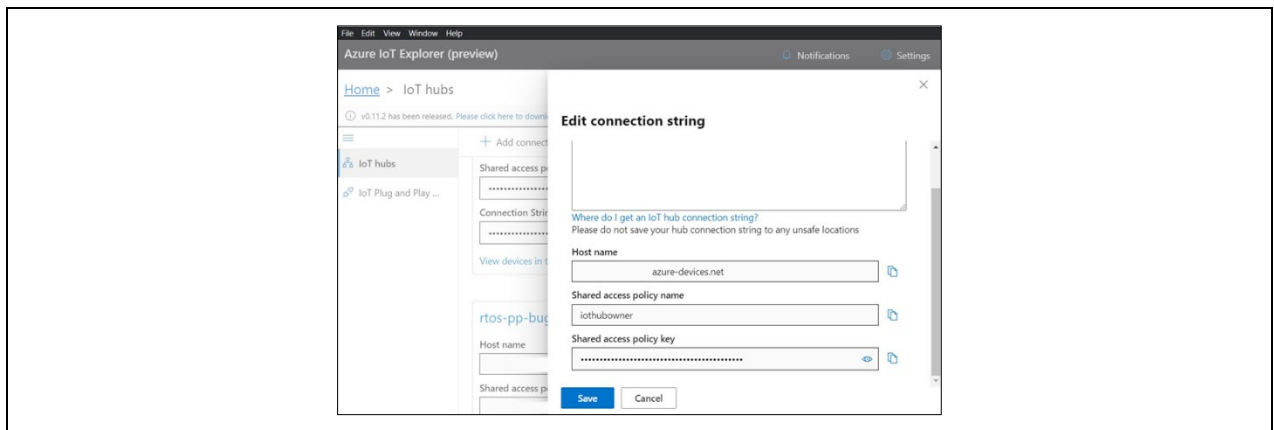 File Edit View Window Help
Azure IoT Explorer (preview)
Notifications
Settings
Home > IoT hubs
v0.11.2 has been released. Please click here to
+ Add
IoT hubs
IoT Plug and Play ...
Shared access
••••••••••••••••
Connection
••••••••••••••••
View devices in
rtos-pp-bug
Host name
Shared access
Edit connection string
Where do I get an IoT hub connection string?
Please do not save your hub connection string to any unsafe locations
Host name
azure-devices.net
Shared access policy name
iothubowner
Shared access policy key
••••••••••••••••••••••••••••••••••••••••••••
Save
Cancel